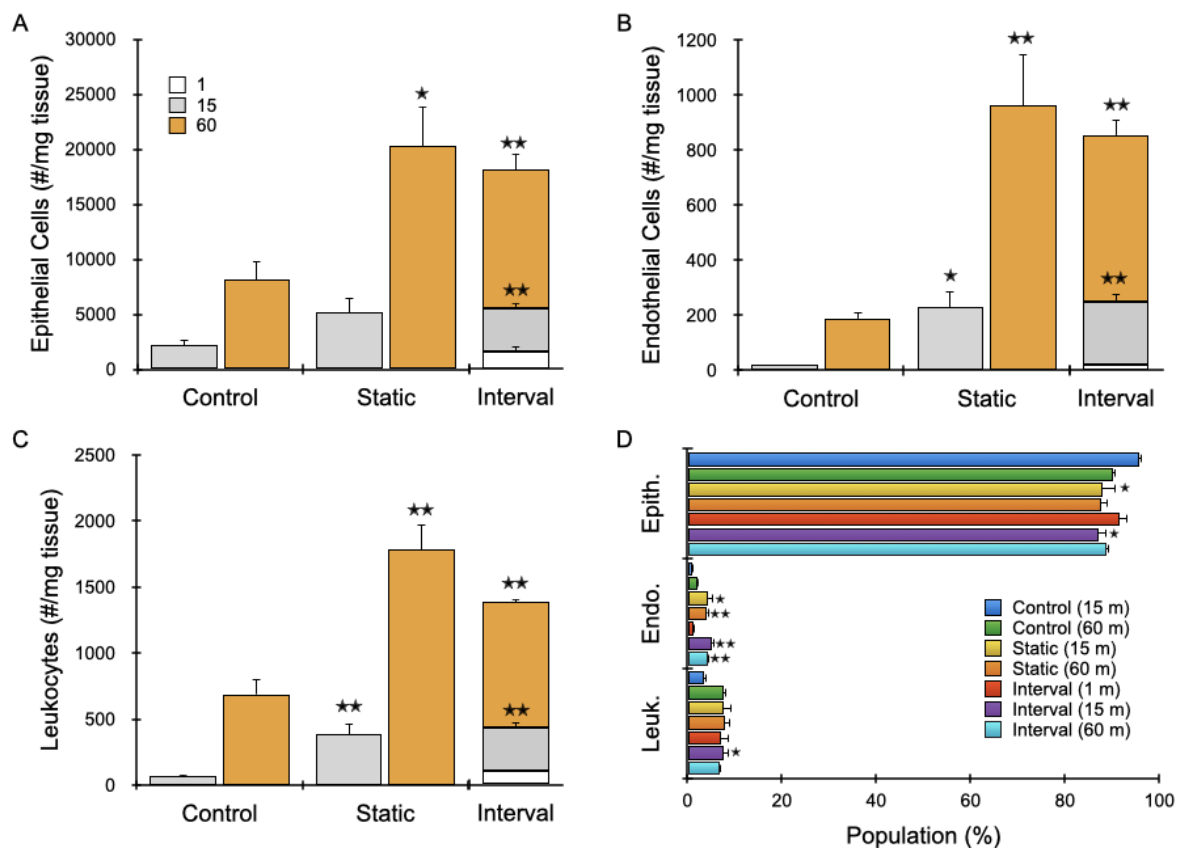 A
Epithelial Cells (#/mg tissue)
30000
25000
20000
15000
10000
5000
0
1
15
60
★
★★
★★
Control
Static
Interval
B
Endothelial Cells (#/mg tissue)
1200
1000
800
600
400
200
0
★
★★
★★
★★
Control
Static
Interval
C
Leukocytes (#/mg tissue)
2500
2000
1500
1000
500
0
★★
★★
★★
★★
Control
Static
Interval
D
Epith.
Endo.
Leuk.
★
★
★
★★
★★
★★
★
Control (15 m)
Control (60 m)
Static (15 m)
Static (60 m)
Interval (1 m)
Interval (15 m)
Interval (60 m)
0
20
40
60
80
100
Population (%)